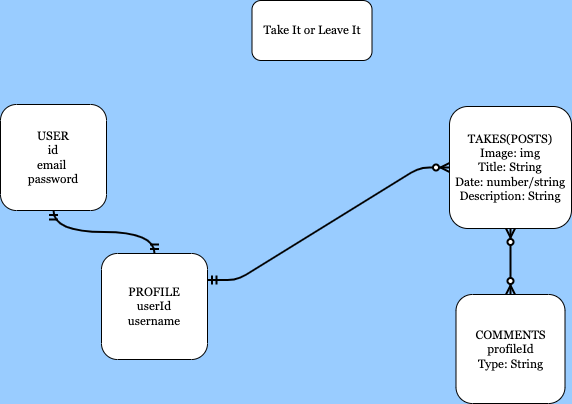 Take It or Leave It
USER
id
email
password
TAKES(POSTS)
Image: img
Title: String
Date: number/string
Description: String
PROFILE
userId
username
COMMENTS
profileId
Type: String